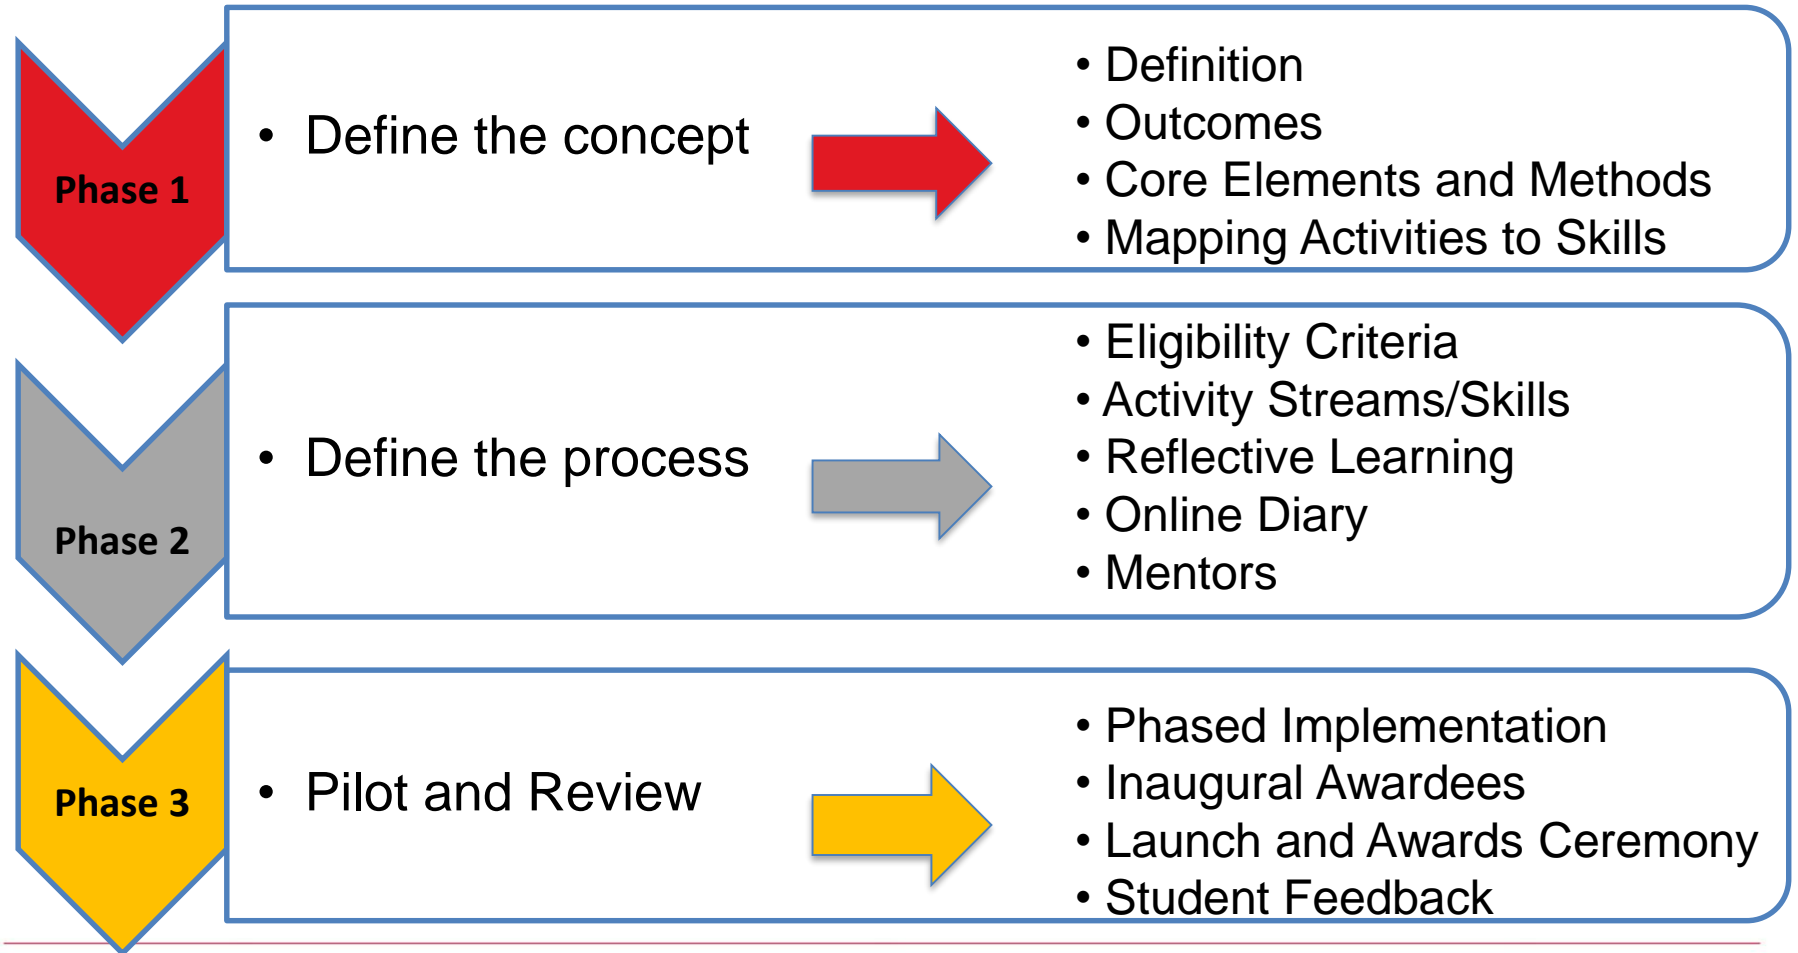 Phase 1
• Define the concept
• Definition
• Outcomes
• Core Elements and Methods
• Mapping Activities to Skills
Phase 2
• Define the process
• Eligibility Criteria
• Activity Streams/Skills
• Reflective Learning
• Online Diary
• Mentors
Phase 3
• Pilot and Review
• Phased Implementation
• Inaugural Awardees
• Launch and Awards Ceremony
• Student Feedback